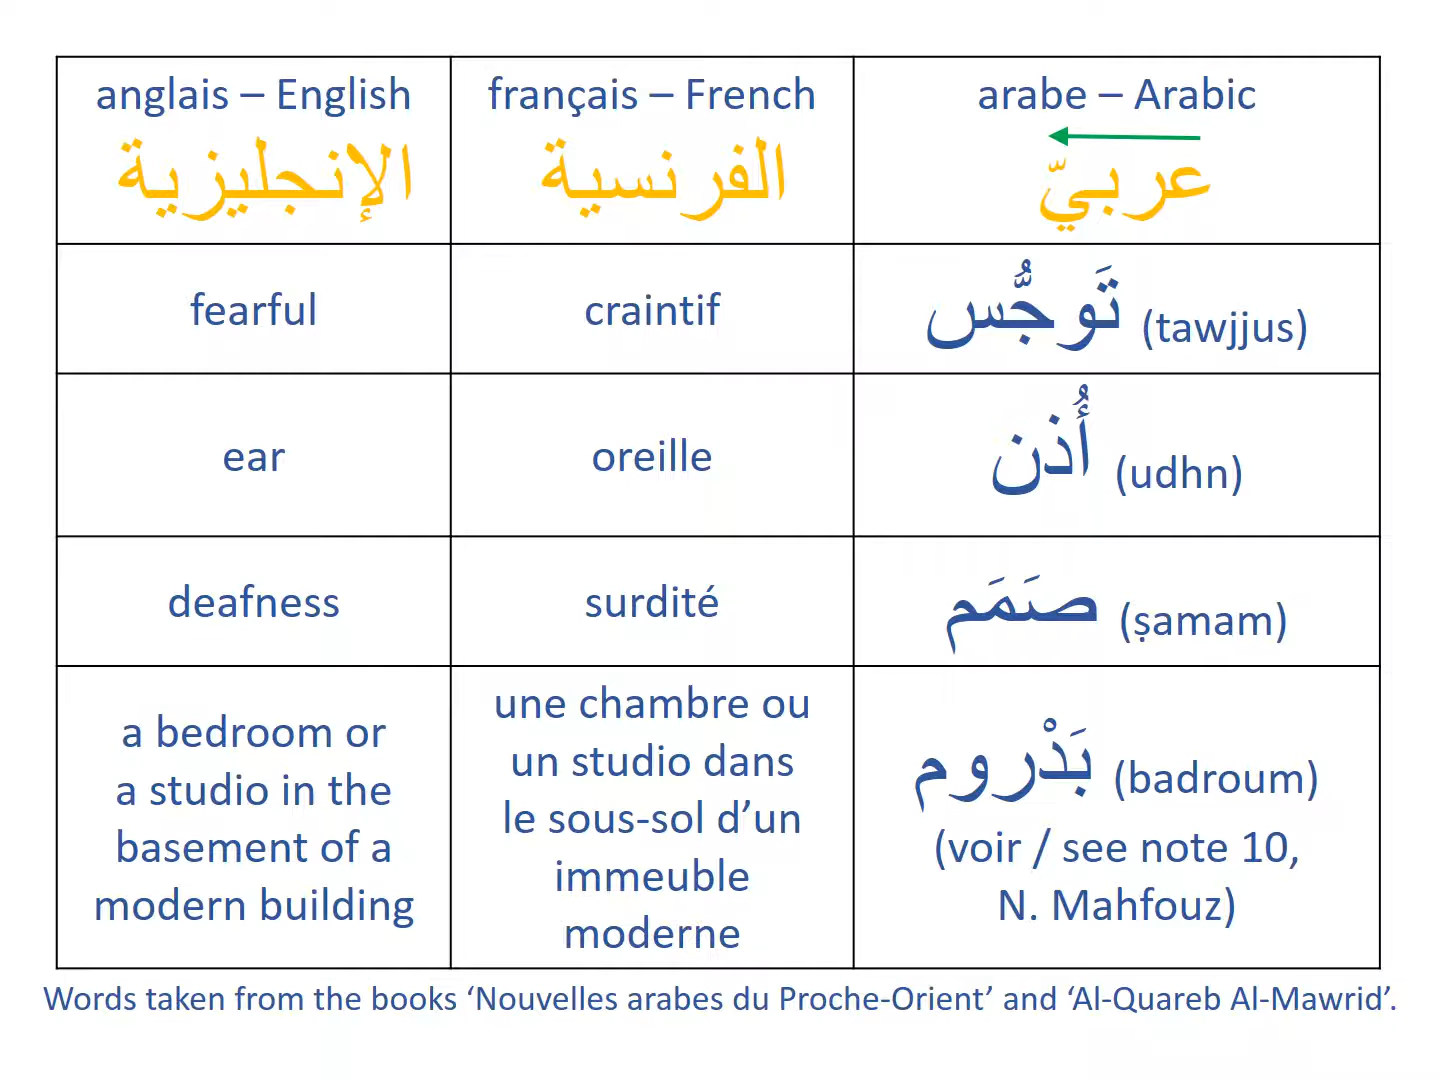 anglais – English
الإنجليزية
français – French
الفرنسية
arabe – Arabic
عربيّ
fearful
craintif
تَوجُّس (tawjjus)
ear
oreille
أُذن (udhn)
deafness
surdité
صَمَم (ṣamam)
a bedroom or
a studio in the
basement of a
modern building
une chambre ou
un studio dans
le sous-sol d’un
immeuble
moderne
بَدْروم (badroum)
(voir / see note 10,
N. Mahfouz)
Words taken from the books ‘Nouvelles arabes du Proche-Orient’ and ‘Al-Quareb Al-Mawrid’.